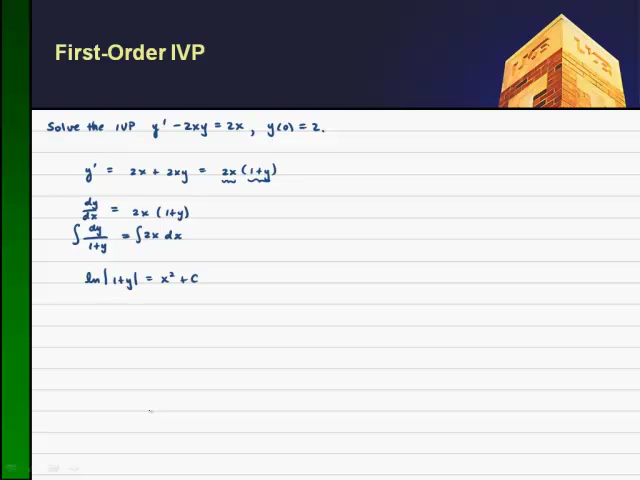 First-Order IVP
Solve the IVP y' - 2xy = 2x, y(0) = 2.
y' = 2x + 2xy = 2x (1+y)
dy/dx = 2x (1+y)
∫ dy/1+y = ∫ 2x dx
ln|1+y| = x² + C